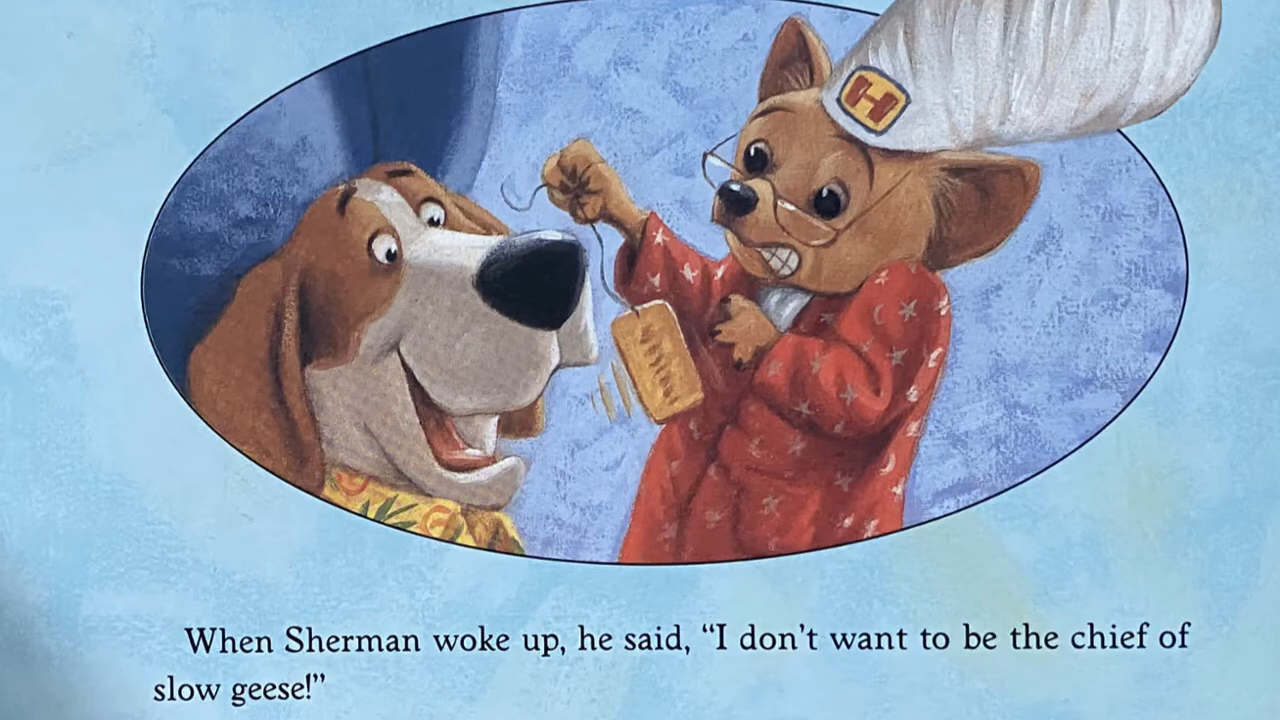 H
When Sherman woke up, he said, “I don’t want to be the chief of
slow geese!”